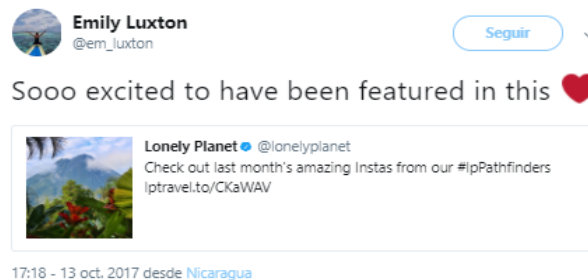 Emily Luxton
@em_luxton
Seguir
Sooo excited to have been featured in this
Lonely Planet @lonelyplanet
Check out last month's amazing Instas from our #lpPathfinders
lptravel.to/CKaWAV
17:18 - 13 oct. 2017 desde Nicaragua